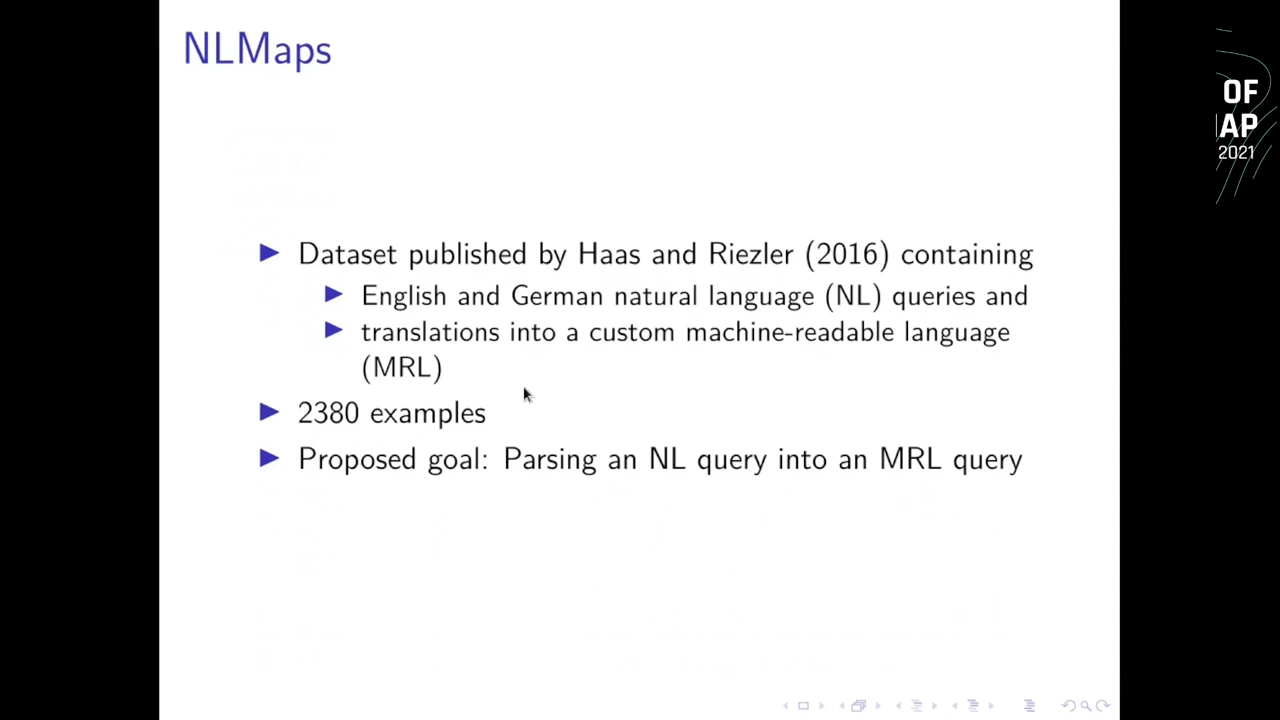 NLMaps
OF
AP
2021
Dataset published by Haas and Riezler (2016) containing
English and German natural language (NL) queries and
translations into a custom machine-readable language
(MRL)
2380 examples
Proposed goal: Parsing an NL query into an MRL query